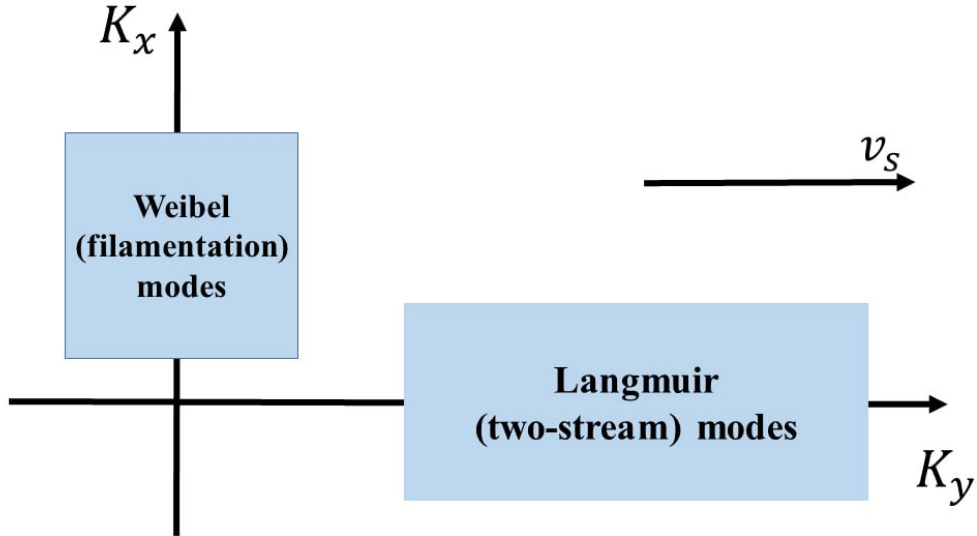 K_x
v_s
Weibel
(filamentation)
modes
Langmuir
(two-stream) modes
K_y